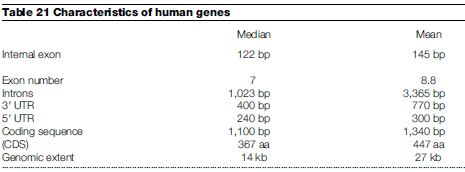 Table 21 Characteristics of human genes
Median Mean
Internal exon 122 bp 145 bp
Exon number 7 8.8
Introns 1,023 bp 3,365 bp
3′ UTR 400 bp 770 bp
5′ UTR 240 bp 300 bp
Coding sequence 1,100 bp 1,340 bp
(CDS) 367 aa 447 aa
Genomic extent 14 kb 27 kb